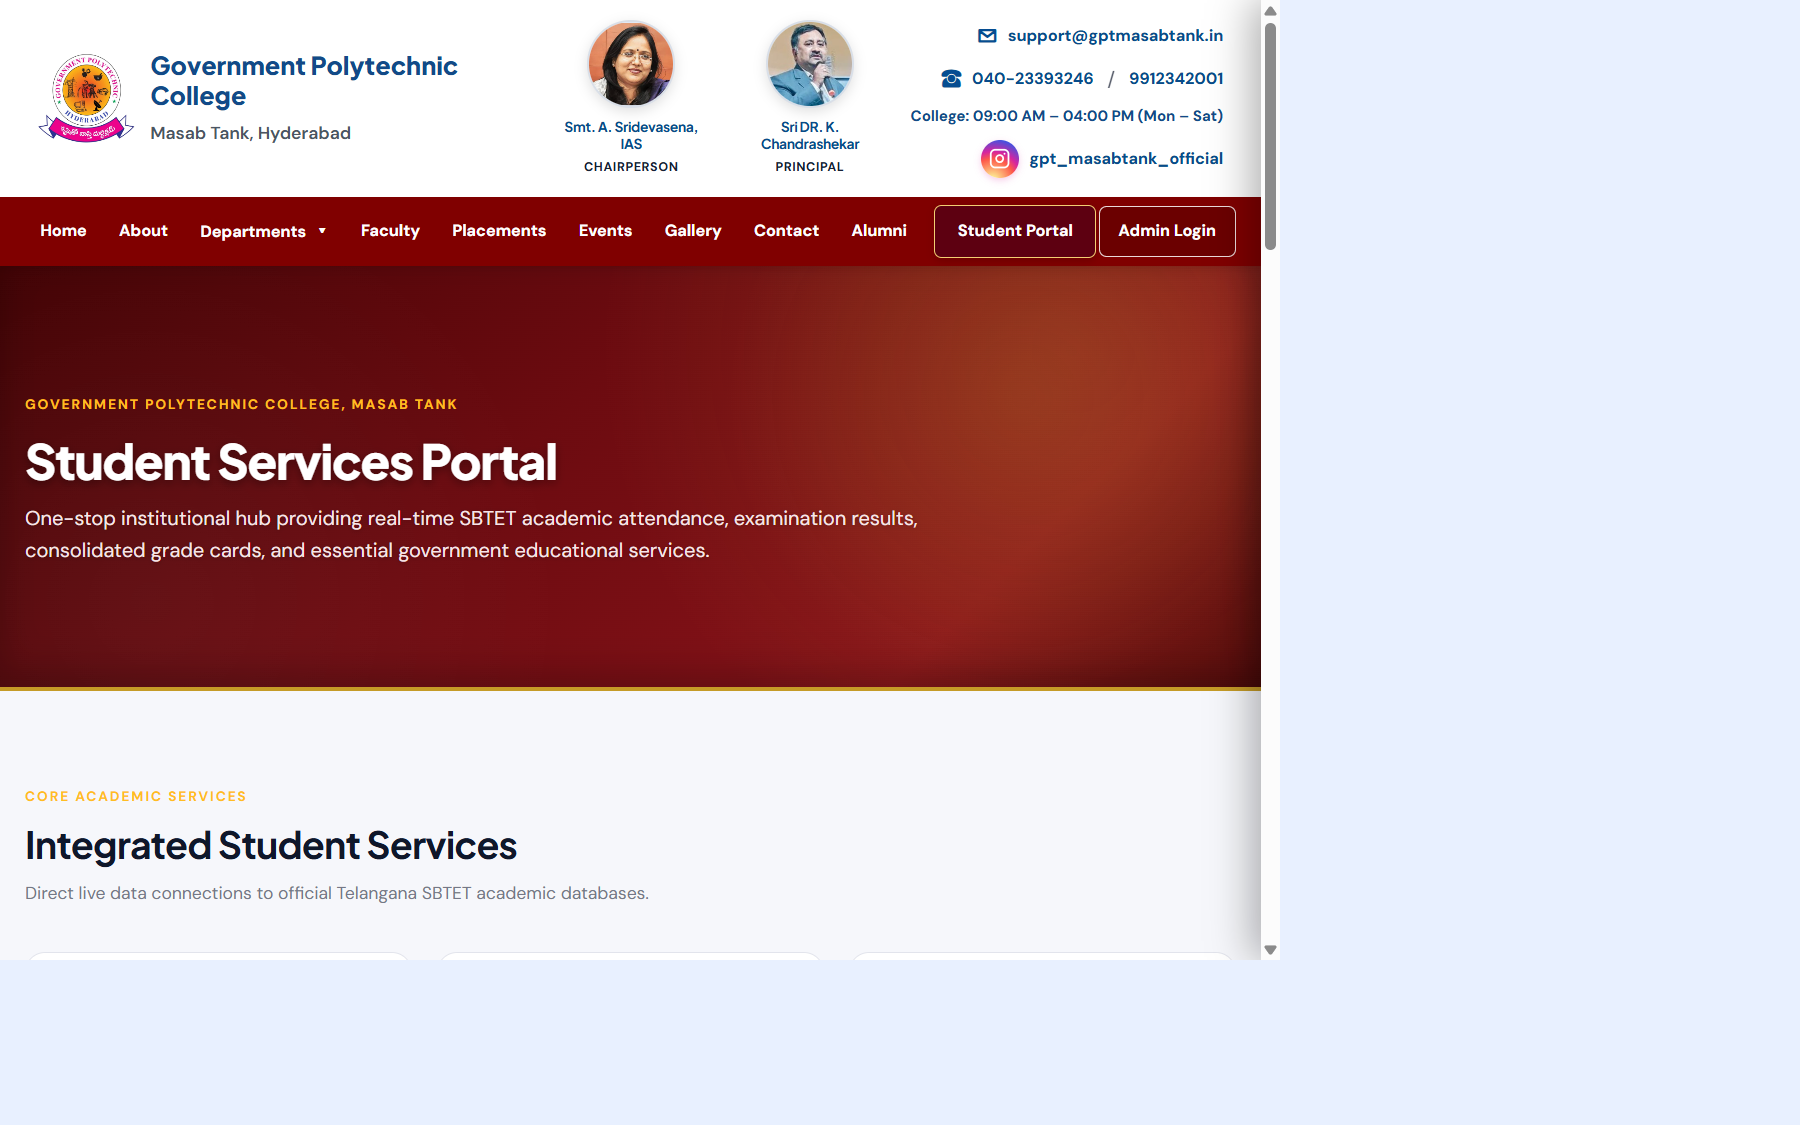 GOVERNMENT POLYTECHNIC
HYDERABAD
Government Polytechnic
College
Masab Tank, Hyderabad
Smt. A. Sridevasena,
IAS
CHAIRPERSON
Sri DR. K.
Chandrashekar
PRINCIPAL
support@gptmasabtank.in
040-23393246 / 9912342001
College: 09:00 AM – 04:00 PM (Mon – Sat)
gpt_masabtank_official
Home About Departments ▼ Faculty Placements Events Gallery Contact Alumni Student Portal Admin Login
GOVERNMENT POLYTECHNIC COLLEGE, MASAB TANK
Student Services Portal
One-stop institutional hub providing real-time SBTET academic attendance, examination results,
consolidated grade cards, and essential government educational services.
CORE ACADEMIC SERVICES
Integrated Student Services
Direct live data connections to official Telangana SBTET academic databases.